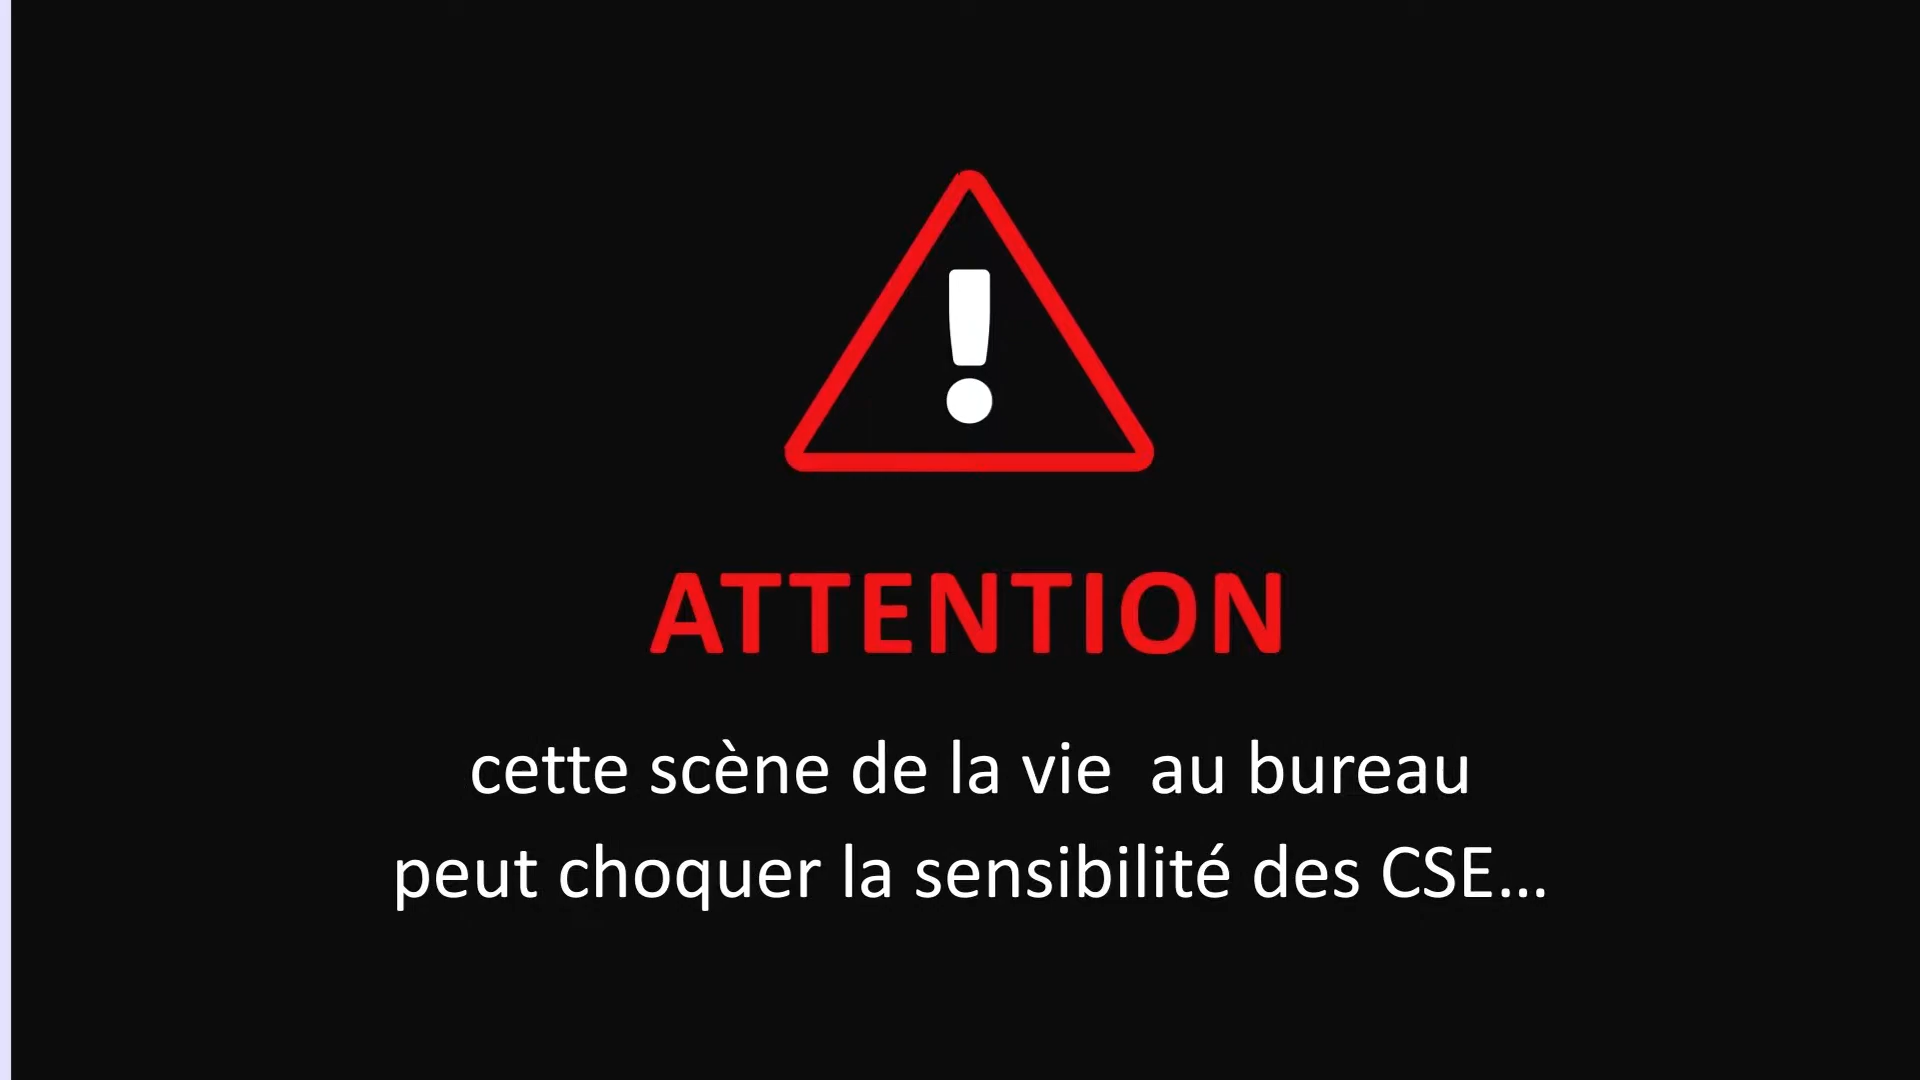 !
ATTENTION
cette scène de la vie  au bureau
peut choquer la sensibilité des CSE...